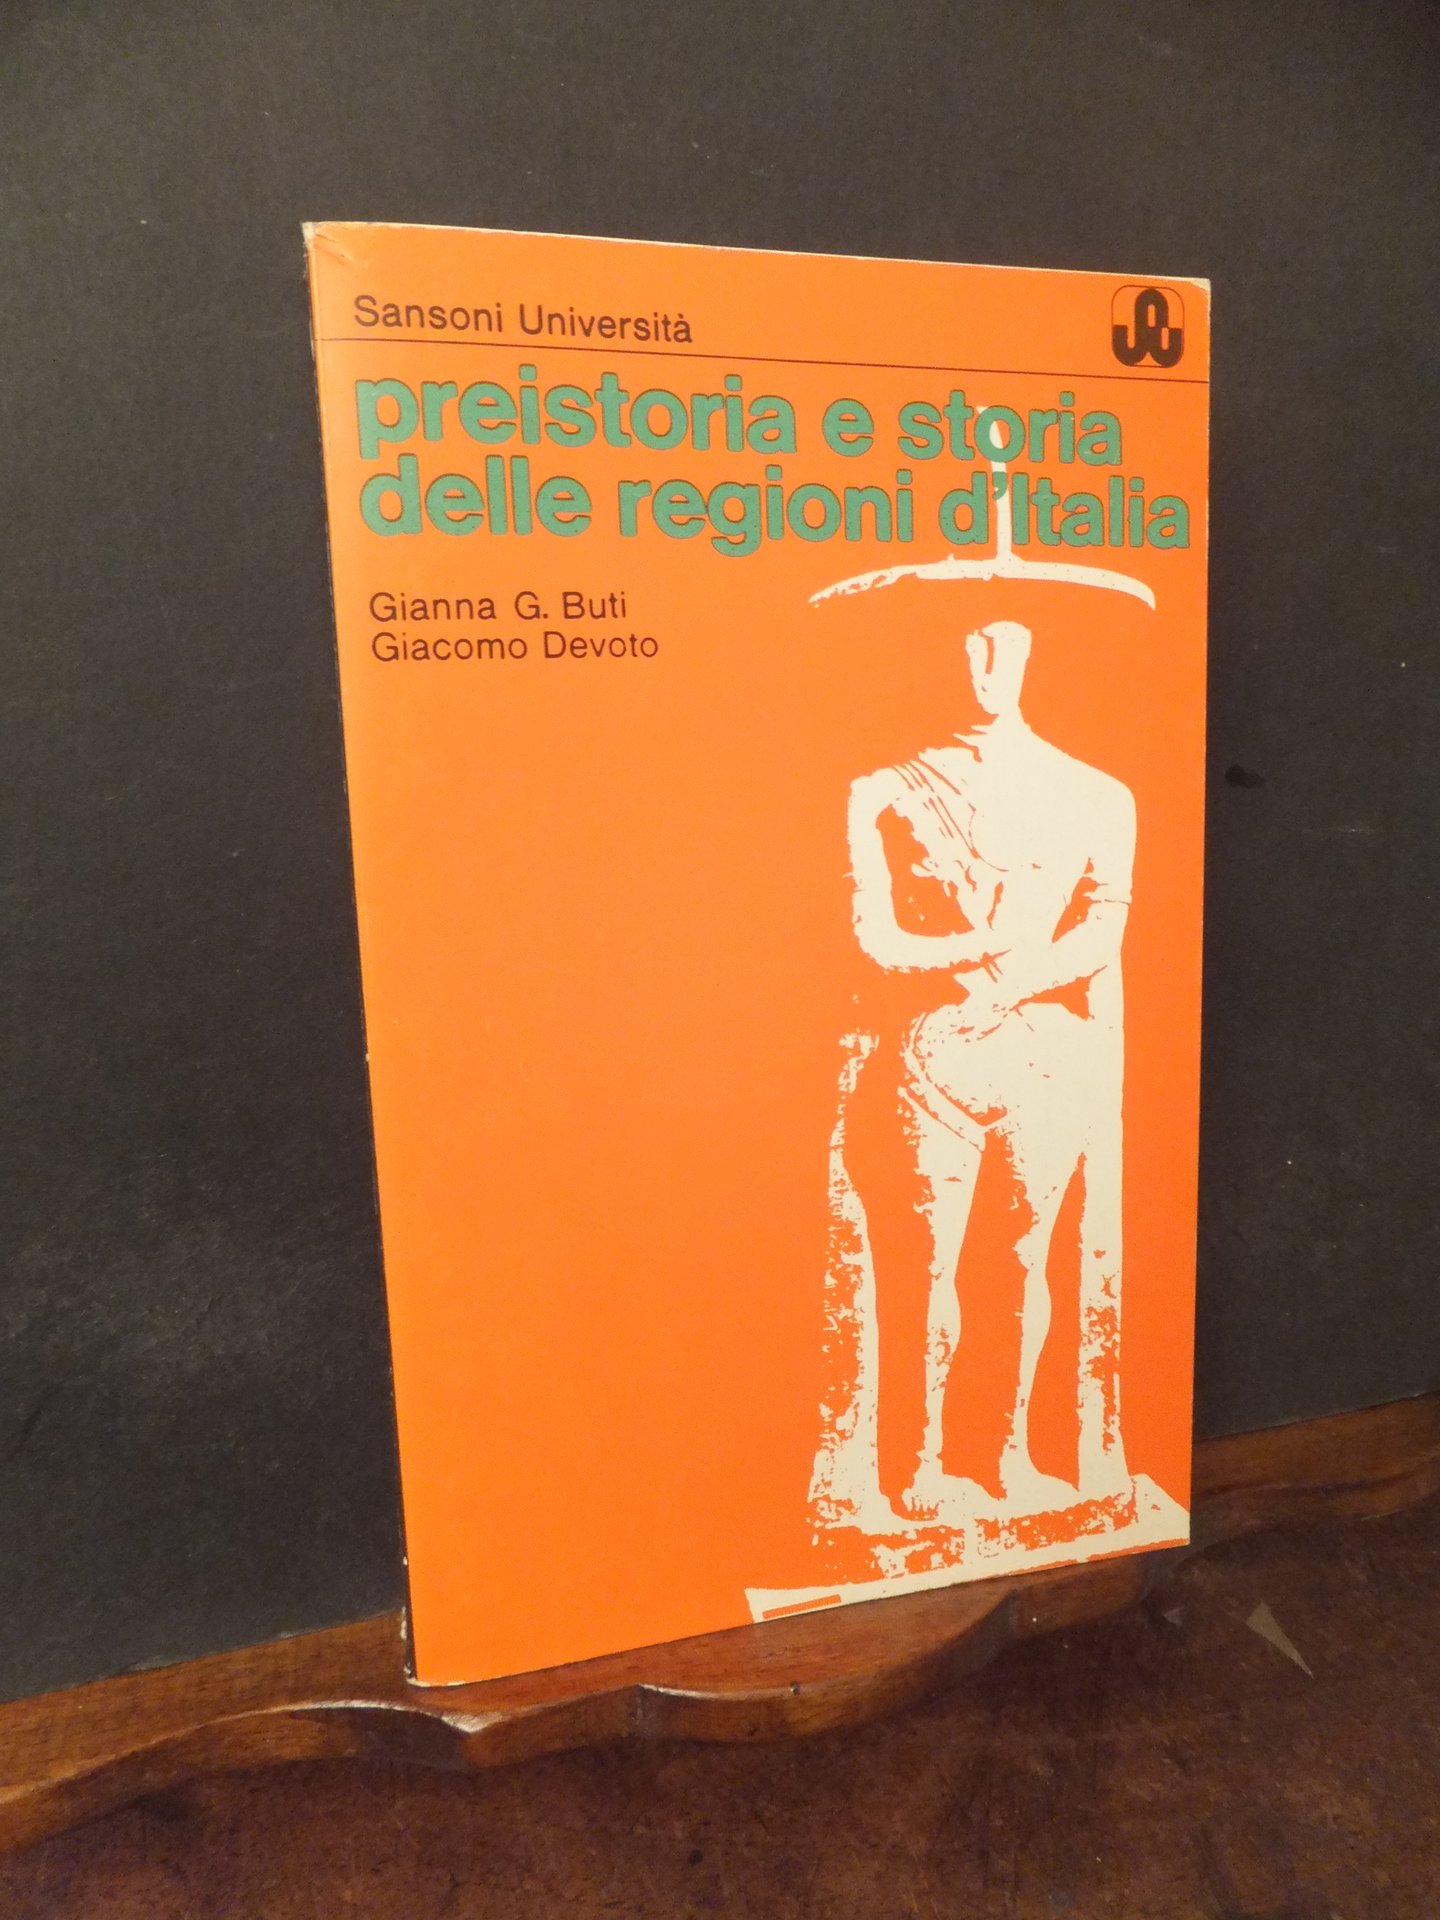 Sansoni Università
preistoria e storia
delle regioni d'Italia
Gianna G. Buti
Giacomo Devoto